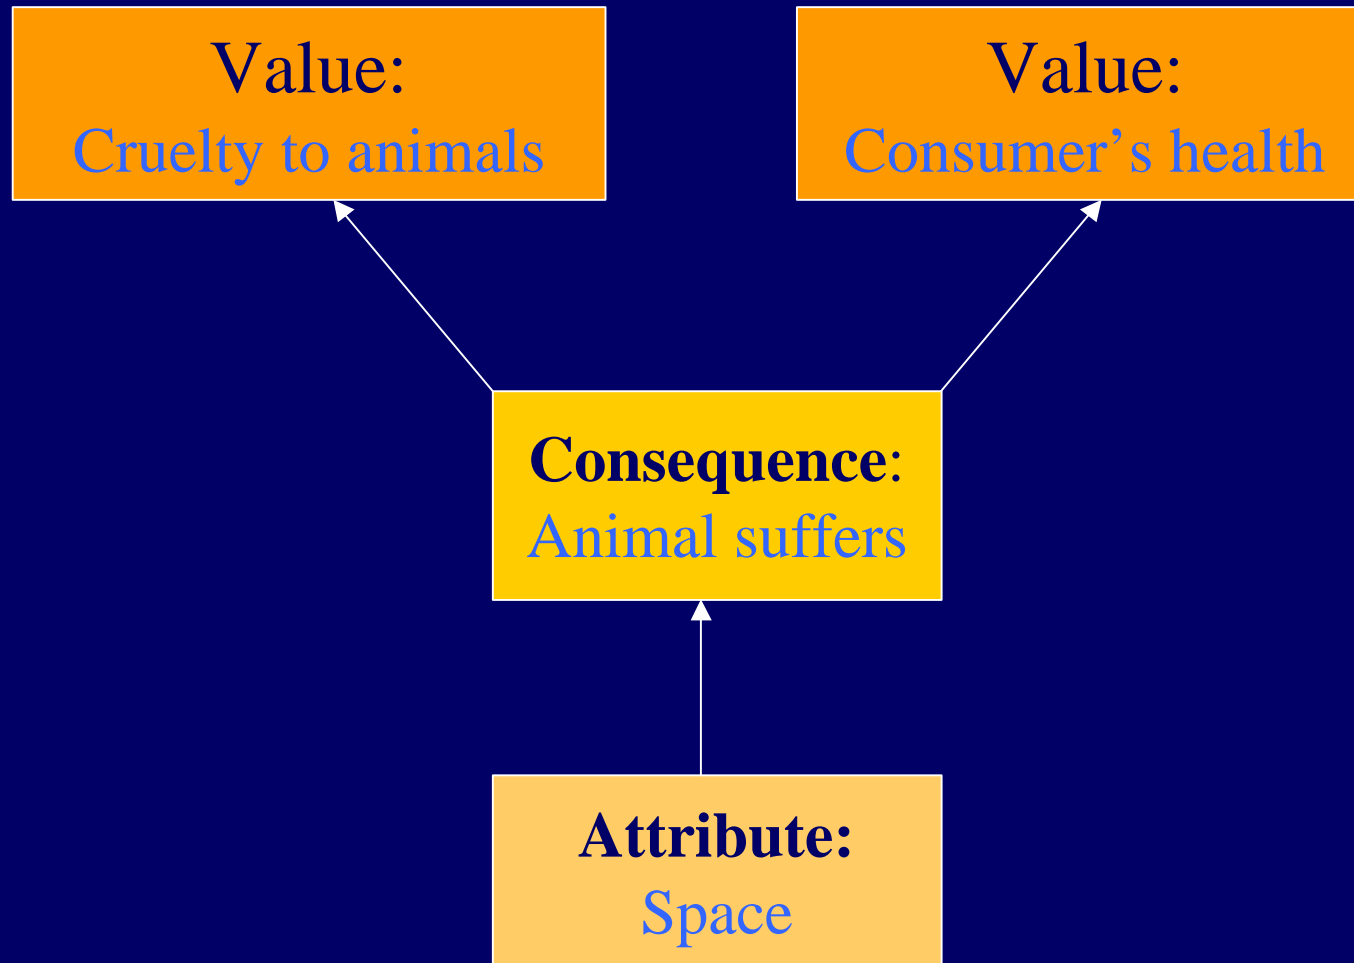 Value:
Cruelty to animals
Value:
Consumer’s health
Consequence:
Animal suffers
Attribute:
Space